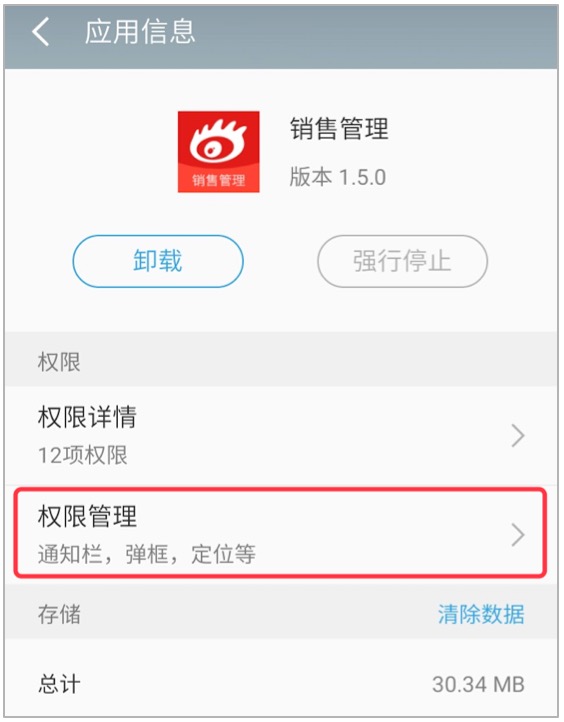 应用信息
销售管理
销售管理
版本 1.5.0
卸载
强行停止
权限
权限详情
12项权限
权限管理
通知栏，弹框，定位等
存储
清除数据
总计
30.34 MB